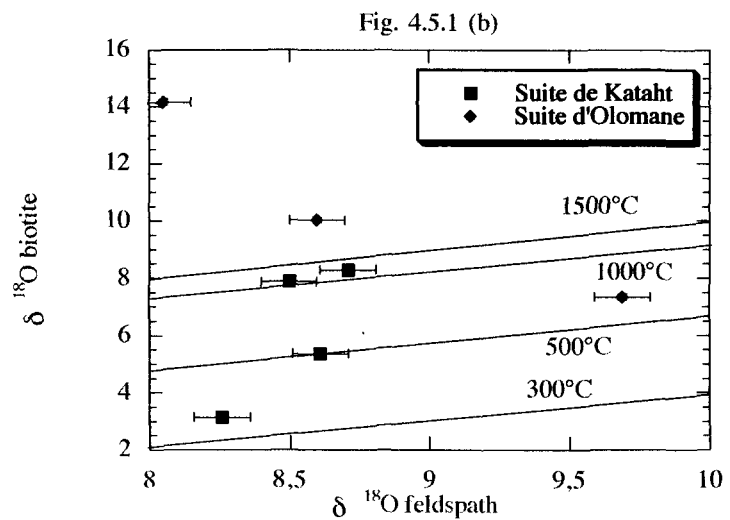 Fig. 4.5.1 (b)
16
14
12
10
8
6
4
2
δ ¹⁸O biotite
Suite de Kataht
Suite d'Olomane
1500°C
1000°C
500°C
300°C
8
8,5
9
9,5
10
δ ¹⁸O feldspath